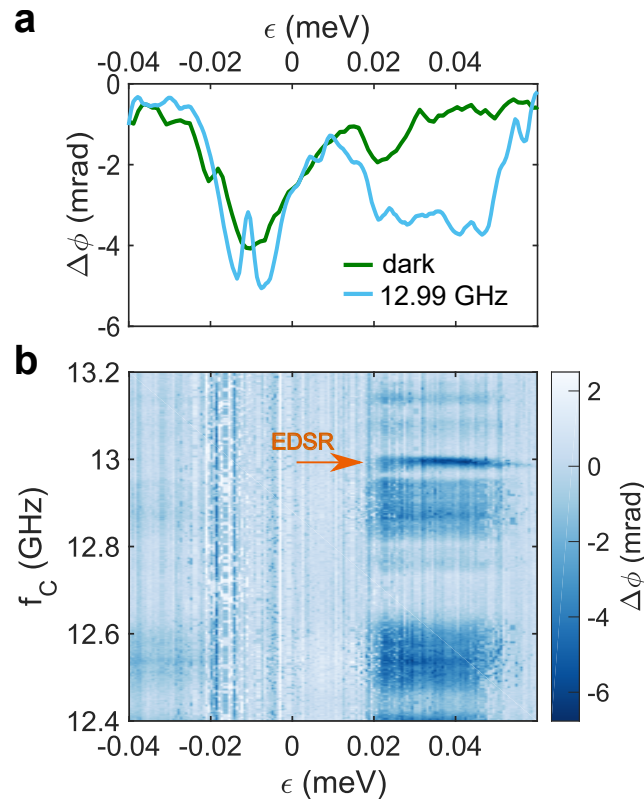 a
ϵ (meV)
-0.04 -0.02 0 0.02 0.04
0
-2
-4
-6
Δϕ (mrad)
dark
12.99 GHz
b
13.2
13
12.8
12.6
12.4
f_C (GHz)
EDSR
-0.04 -0.02 0 0.02 0.04
ϵ (meV)
2
0
-2
-4
-6
Δϕ (mrad)